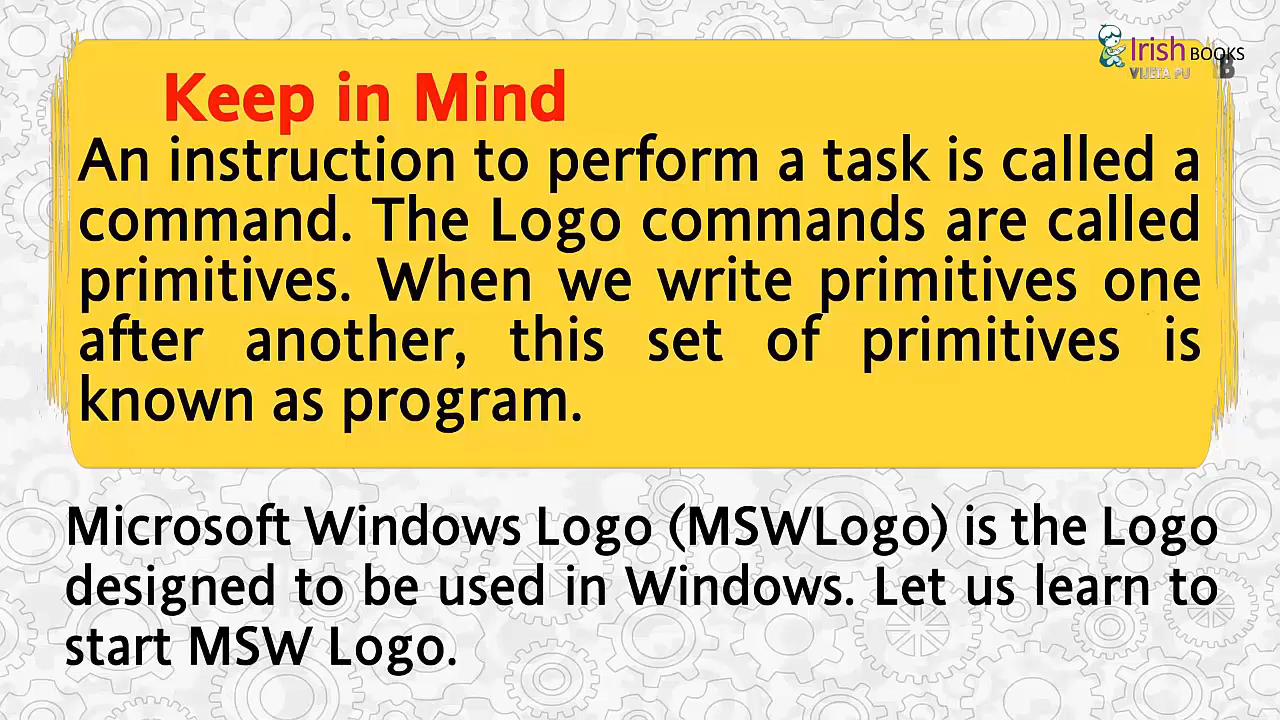 Irish BOOKS
Keep in Mind
An instruction to perform a task is called a
command. The Logo commands are called
primitives. When we write primitives one
after another, this set of primitives is
known as program.
Microsoft Windows Logo (MSWLogo) is the Logo
designed to be used in Windows. Let us learn to
start MSW Logo.